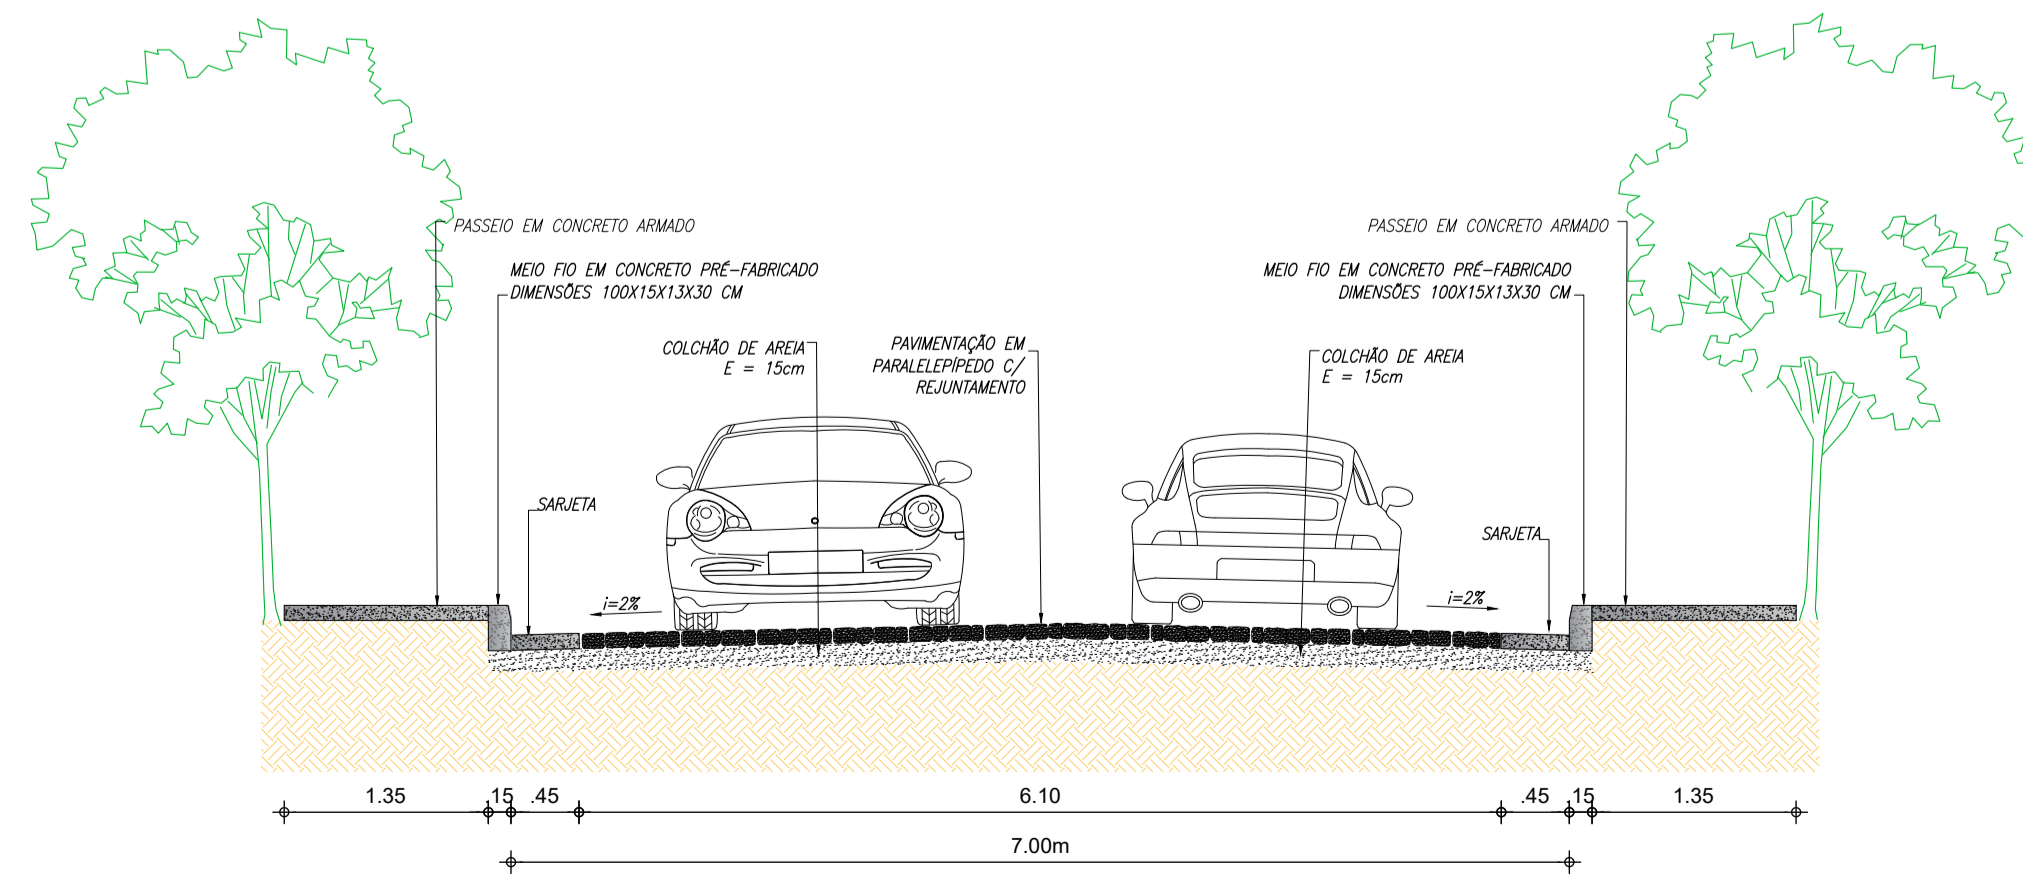 PASSEIO EM CONCRETO ARMADO
PASSEIO EM CONCRETO ARMADO
MEIO FIO EM CONCRETO PRÉ-FABRICADO
DIMENSÕES 100X15X13X30 CM
MEIO FIO EM CONCRETO PRÉ-FABRICADO
DIMENSÕES 100X15X13X30 CM
COLCHÃO DE AREIA
E = 15cm
PAVIMENTAÇÃO EM
PARALELEPÍPEDO C/
REJUNTAMENTO
COLCHÃO DE AREIA
E = 15cm
SARJETA
SARJETA
i=2%
i=2%
1.35 .15 .45 6.10 .45 .15 1.35
7.00m